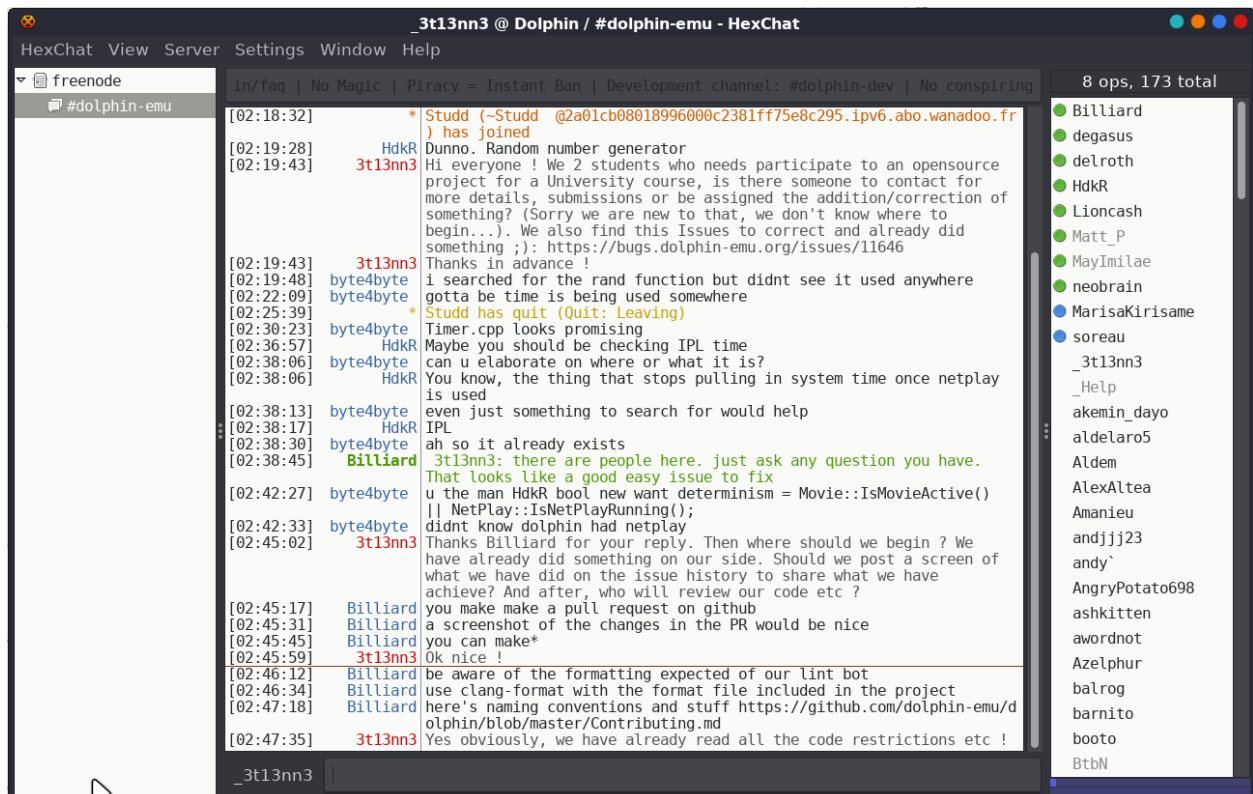 _3t13nn3 @ Dolphin / #dolphin-emu - HexChat
HexChat View Server Settings Window Help
freenode
#dolphin-emu
in/faq | No Magic | Piracy = Instant Ban | Development channel: #dolphin-dev | No conspiring
8 ops, 173 total
[02:18:32] * Studd (~Studd @2a01cb08018996000c2381ff75e8c295.ipv6.abo.wanadoo.fr
) has joined
[02:19:28] HdkR Dunno. Random number generator
[02:19:43] 3t13nn3 Hi everyone ! We 2 students who needs participate to an opensource
project for a University course, is there someone to contact for
more details, submissions or be assigned the addition/correction of
something? (Sorry we are new to that, we don't know where to
begin...). We also find this Issues to correct and already did
something ;): https://bugs.dolphin-emu.org/issues/11646
[02:19:43] 3t13nn3 Thanks in advance !
[02:19:48] byte4byte i searched for the rand function but didnt see it used anywhere
[02:22:09] byte4byte gotta be time is being used somewhere
[02:25:39] * Studd has quit (Quit: Leaving)
[02:30:23] byte4byte Timer.cpp looks promising
[02:36:57] HdkR Maybe you should be checking IPL time
[02:38:06] byte4byte can u elaborate on where or what it is?
[02:38:06] HdkR You know, the thing that stops pulling in system time once netplay
is used
[02:38:13] byte4byte even just something to search for would help
[02:38:17] HdkR IPL
[02:38:30] byte4byte ah so it already exists
[02:38:45] Billiard 3t13nn3: there are people here. just ask any question you have.
That looks like a good easy issue to fix
[02:42:27] byte4byte u the man HdkR bool new want determinism = Movie::IsMovieActive()
|| NetPlay::IsNetPlayRunning();
[02:42:33] byte4byte didnt know dolphin had netplay
[02:45:02] 3t13nn3 Thanks Billiard for your reply. Then where should we begin ? We
have already did something on our side. Should we post a screen of
what we have did on the issue history to share what we have
achieve? And after, who will review our code etc ?
[02:45:17] Billiard you make make a pull request on github
[02:45:31] Billiard a screenshot of the changes in the PR would be nice
[02:45:45] Billiard you can make*
[02:45:59] 3t13nn3 Ok nice !
[02:46:12] Billiard be aware of the formatting expected of our lint bot
[02:46:34] Billiard use clang-format with the format file included in the project
[02:47:18] Billiard here's naming conventions and stuff https://github.com/dolphin-emu/d
olphin/blob/master/Contributing.md
[02:47:35] 3t13nn3 Yes obviously, we have already read all the code restrictions etc !
_3t13nn3
Billiard
degasus
delroth
HdkR
Lioncash
Matt_P
MayImilae
neobrain
MarisaKirisame
soreau
_3t13nn3
_Help
akemin_dayo
aldelaro5
Aldem
AlexAltea
Amanieu
andjjj23
andy`
AngryPotato698
ashkitten
awordnot
Azelphur
balrog
barnito
booto
BtbN